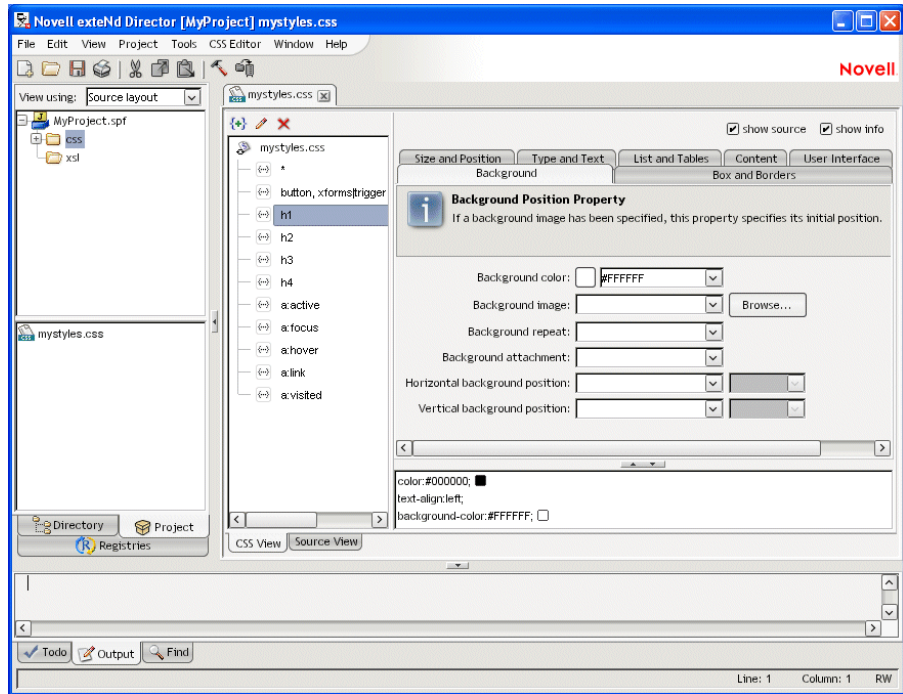 Novell exteNd Director [MyProject] mystyles.css
File Edit View Project Tools CSS Editor Window Help
Novell
View using: Source layout
MyProject.spf
css
xsl
mystyles.css
Directory
Project
Registries
mystyles.css
mystyles.css
*
button, xforms|trigger
h1
h2
h3
h4
a:active
a:focus
a:hover
a:link
a:visited
CSS View
Source View
show source
show info
Size and Position
Type and Text
List and Tables
Content
User Interface
Background
Box and Borders
Background Position Property
If a background image has been specified, this property specifies its initial position.
Background color: #FFFFFF
Background image: Browse...
Background repeat:
Background attachment:
Horizontal background position:
Vertical background position:
color:#000000;
text-align:left;
background-color:#FFFFFF;
Todo
Output
Find
Line: 1 Column: 1 RW